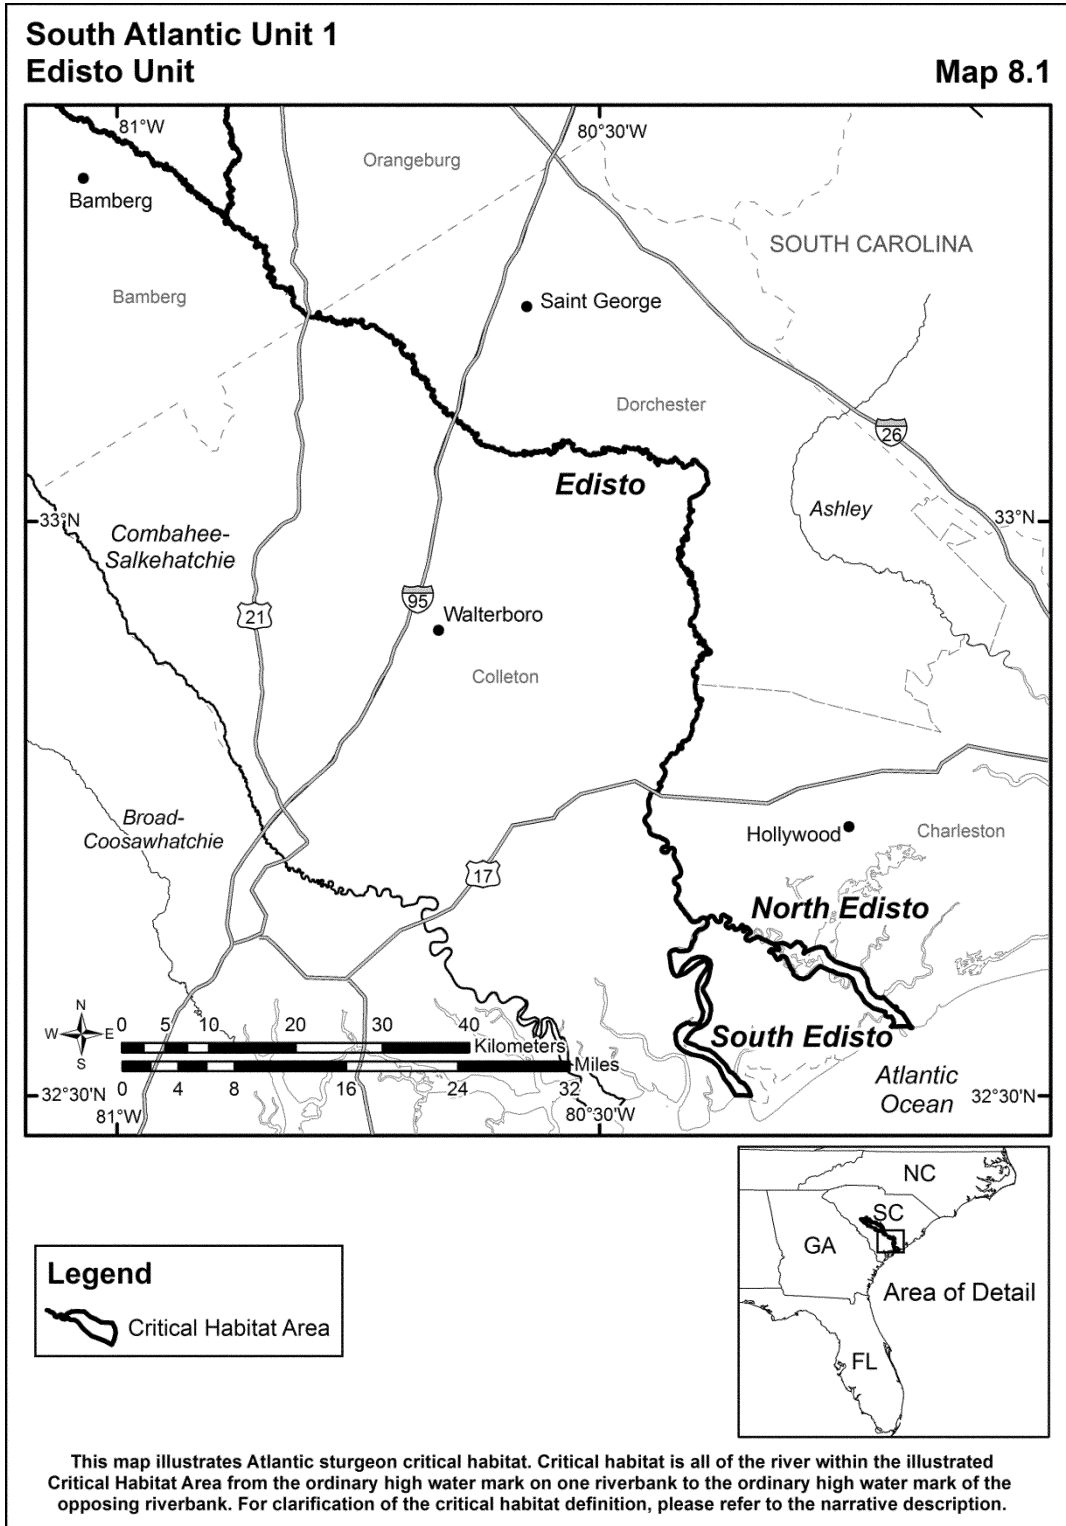 South Atlantic Unit 1
Edisto Unit
Map 8.1
81°W
80°30'W
Orangeburg
Bamberg
SOUTH CAROLINA
Bamberg
Saint George
Dorchester
26
Edisto
33°N
Combahee-
Salkehatchie
Ashley
33°N
95
21
Walterboro
Colleton
Broad-
Coosawhatchie
Hollywood
Charleston
17
North Edisto
N
W E
S
0 5 10 20 30 40
Kilometers
South Edisto
Miles
0 4 8 16 24 32
Atlantic
Ocean
32°30'N
32°30'N
81°W
80°30'W
NC
SC
GA
Area of Detail
FL
Legend
Critical Habitat Area
This map illustrates Atlantic sturgeon critical habitat. Critical habitat is all of the river within the illustrated
Critical Habitat Area from the ordinary high water mark on one riverbank to the ordinary high water mark of the
opposing riverbank. For clarification of the critical habitat definition, please refer to the narrative description.